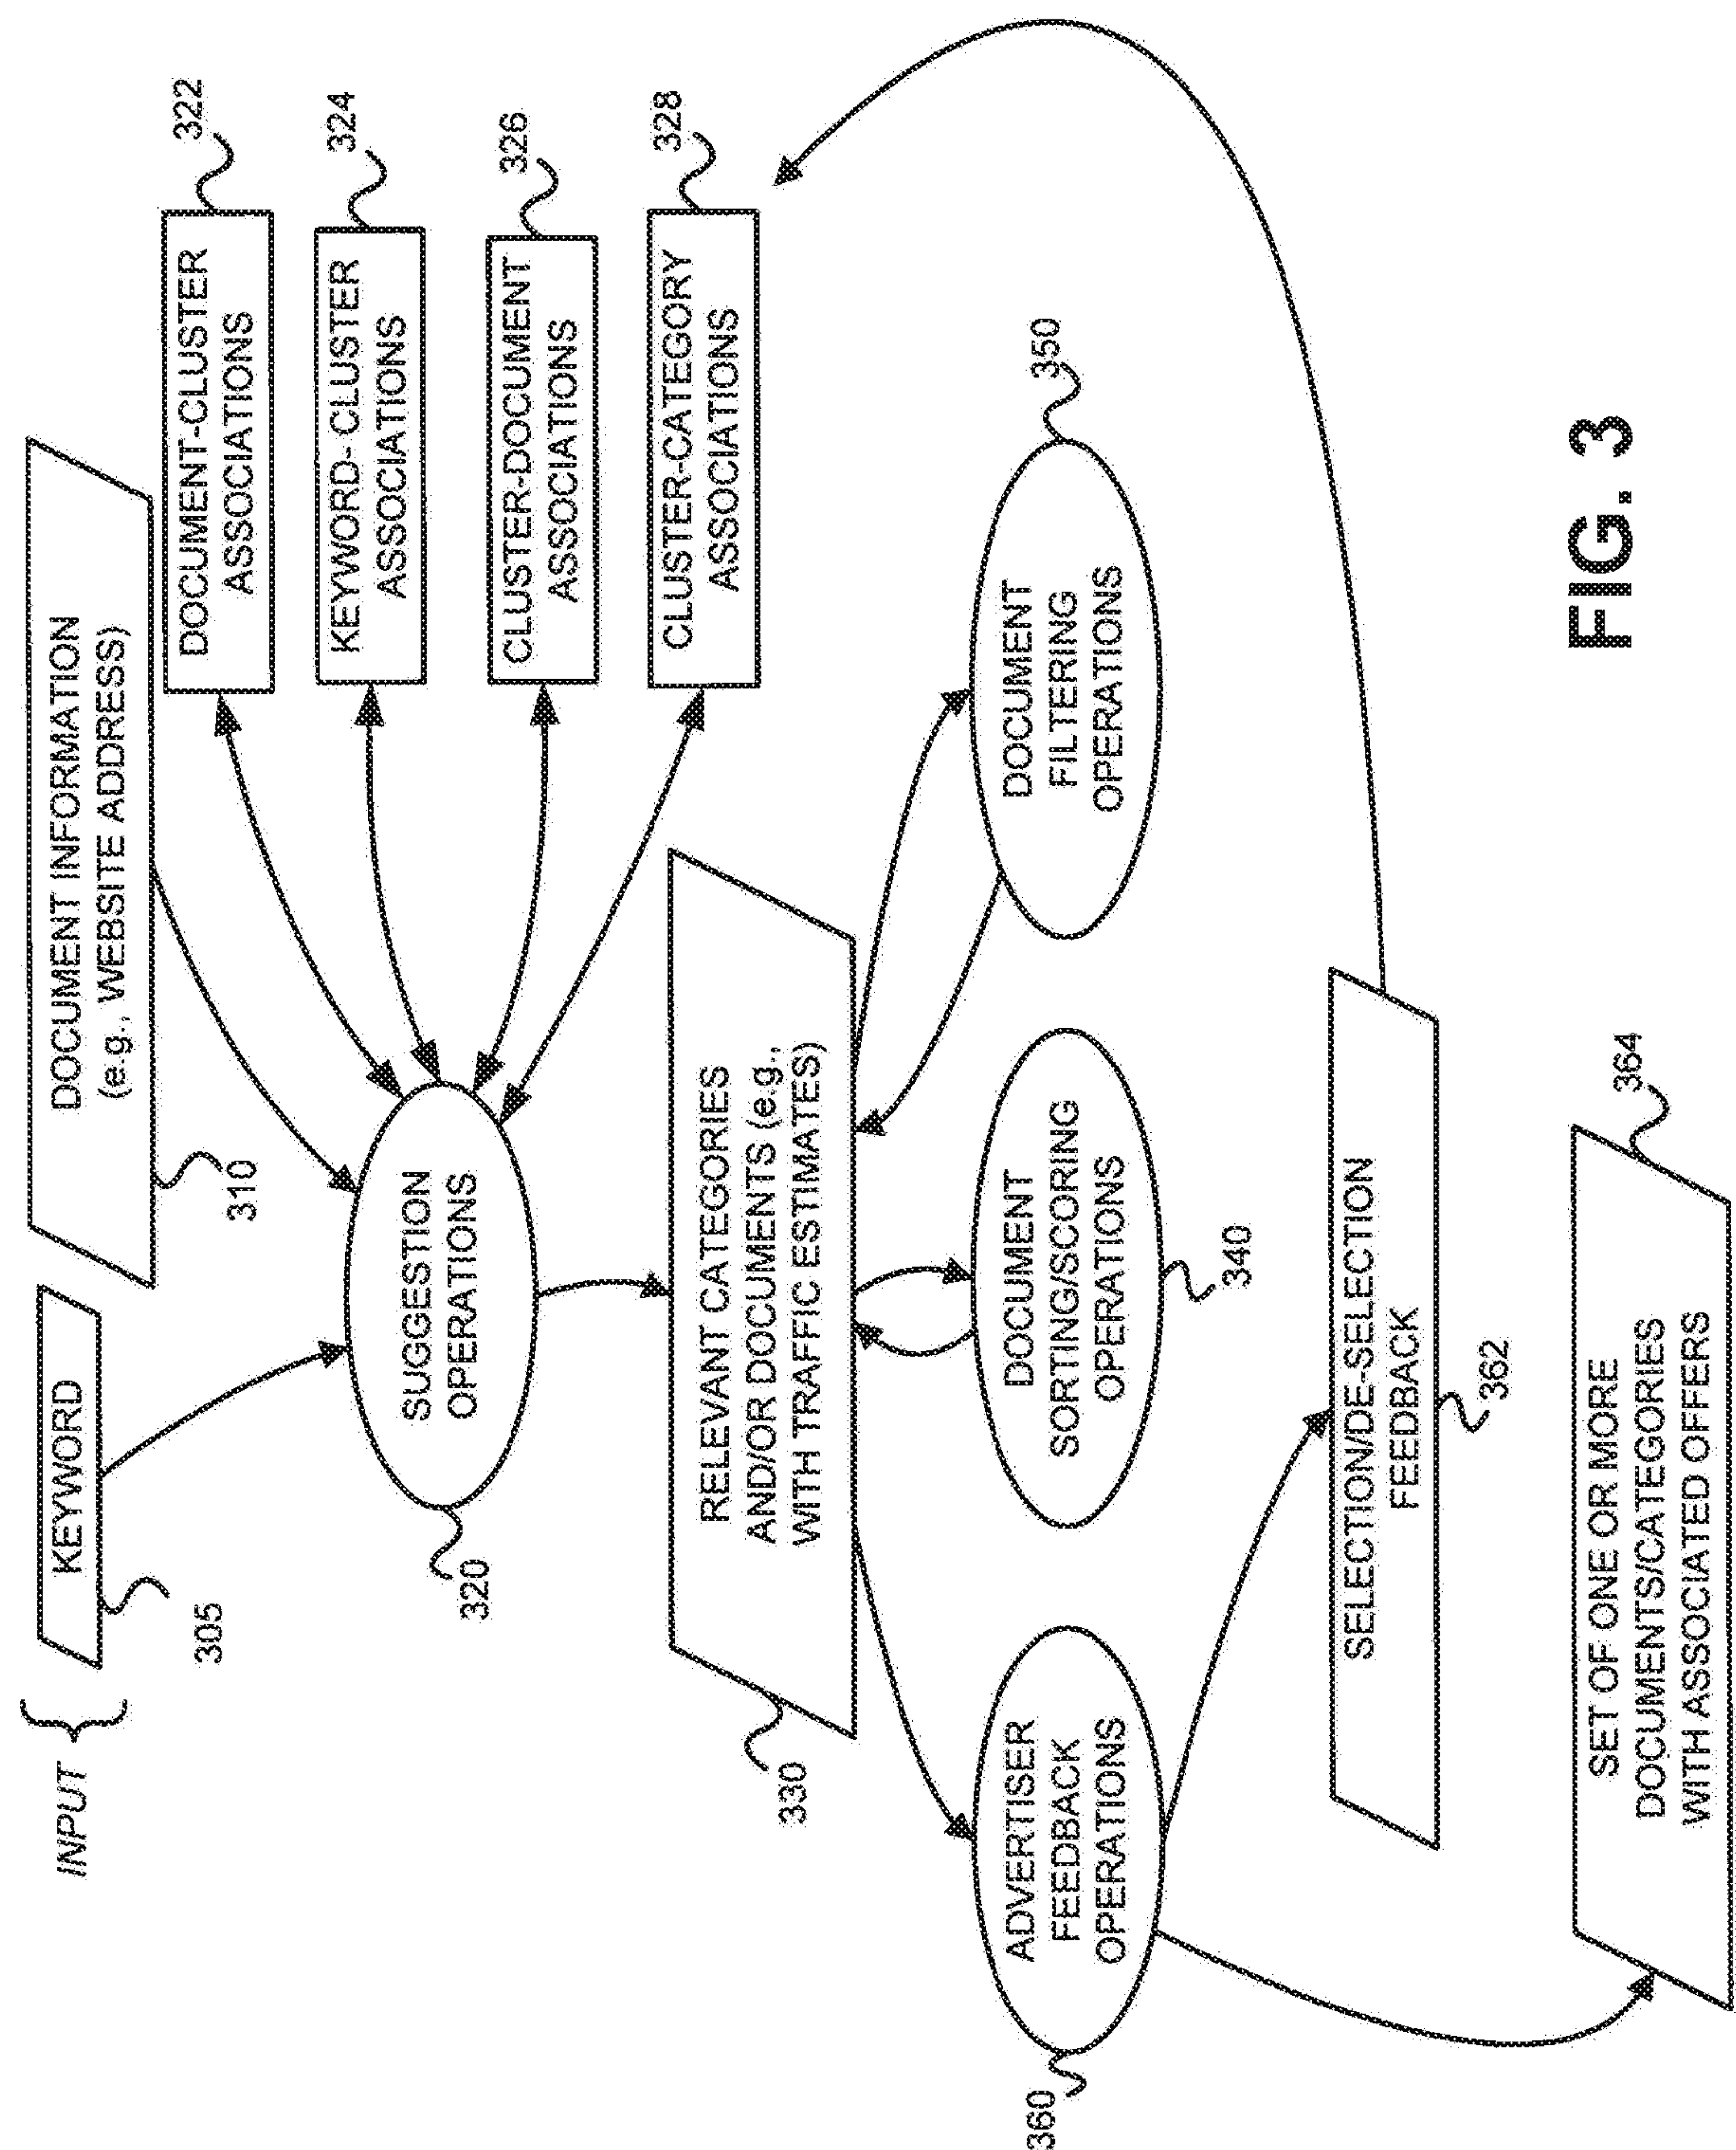 INPUT
KEYWORD
305
DOCUMENT INFORMATION
(e.g., WEBSITE ADDRESS)
310
SUGGESTION
OPERATIONS
320
DOCUMENT-CLUSTER
ASSOCIATIONS
322
KEYWORD- CLUSTER
ASSOCIATIONS
324
CLUSTER-DOCUMENT
ASSOCIATIONS
326
CLUSTER-CATEGORY
ASSOCIATIONS
328
RELEVANT CATEGORIES
AND/OR DOCUMENTS (e.g.,
WITH TRAFFIC ESTIMATES)
330
ADVERTISER
FEEDBACK
OPERATIONS
360
DOCUMENT
SORTING/SCORING
OPERATIONS
340
DOCUMENT
FILTERING
OPERATIONS
350
SELECTION/DE-SELECTION
FEEDBACK
362
SET OF ONE OR MORE
DOCUMENTS/CATEGORIES
WITH ASSOCIATED OFFERS
364
FIG. 3